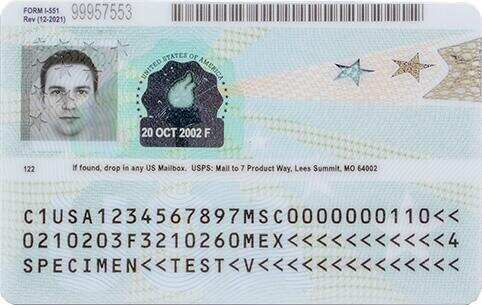 FORM I-551
Rev (12-2021)
99957553
UNITED STATES OF AMERICA
20 OCT 2002 F
122
If found, drop in any US Mailbox. USPS: Mail to 7 Product Way, Lees Summit, MO 64002
C1USA1234567897MSC0000000110<<
0210203F3210260MEX<<<<<<<<<<<4
SPECIMEN<<TEST<V<<<<<<<<<<<<<<